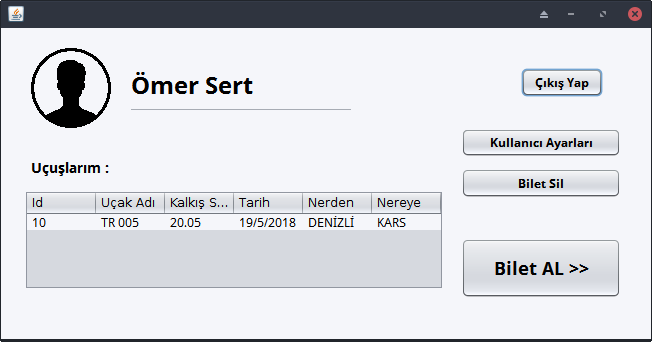 Ömer Sert
Çıkış Yap
Kullanıcı Ayarları
Uçuşlarım :
Bilet Sil
Id Uçak Adı Kalkış S... Tarih Nerden Nereye
10 TR 005 20.05 19/5/2018 DENİZLİ KARS
Bilet AL >>